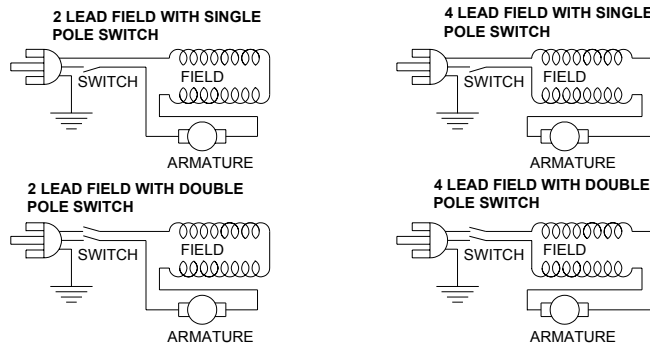 2 LEAD FIELD WITH SINGLE
POLE SWITCH
SWITCH
FIELD
ARMATURE
4 LEAD FIELD WITH SINGLE
POLE SWITCH
SWITCH
FIELD
ARMATURE
2 LEAD FIELD WITH DOUBLE
POLE SWITCH
SWITCH
FIELD
ARMATURE
4 LEAD FIELD WITH DOUBLE
POLE SWITCH
SWITCH
FIELD
ARMATURE